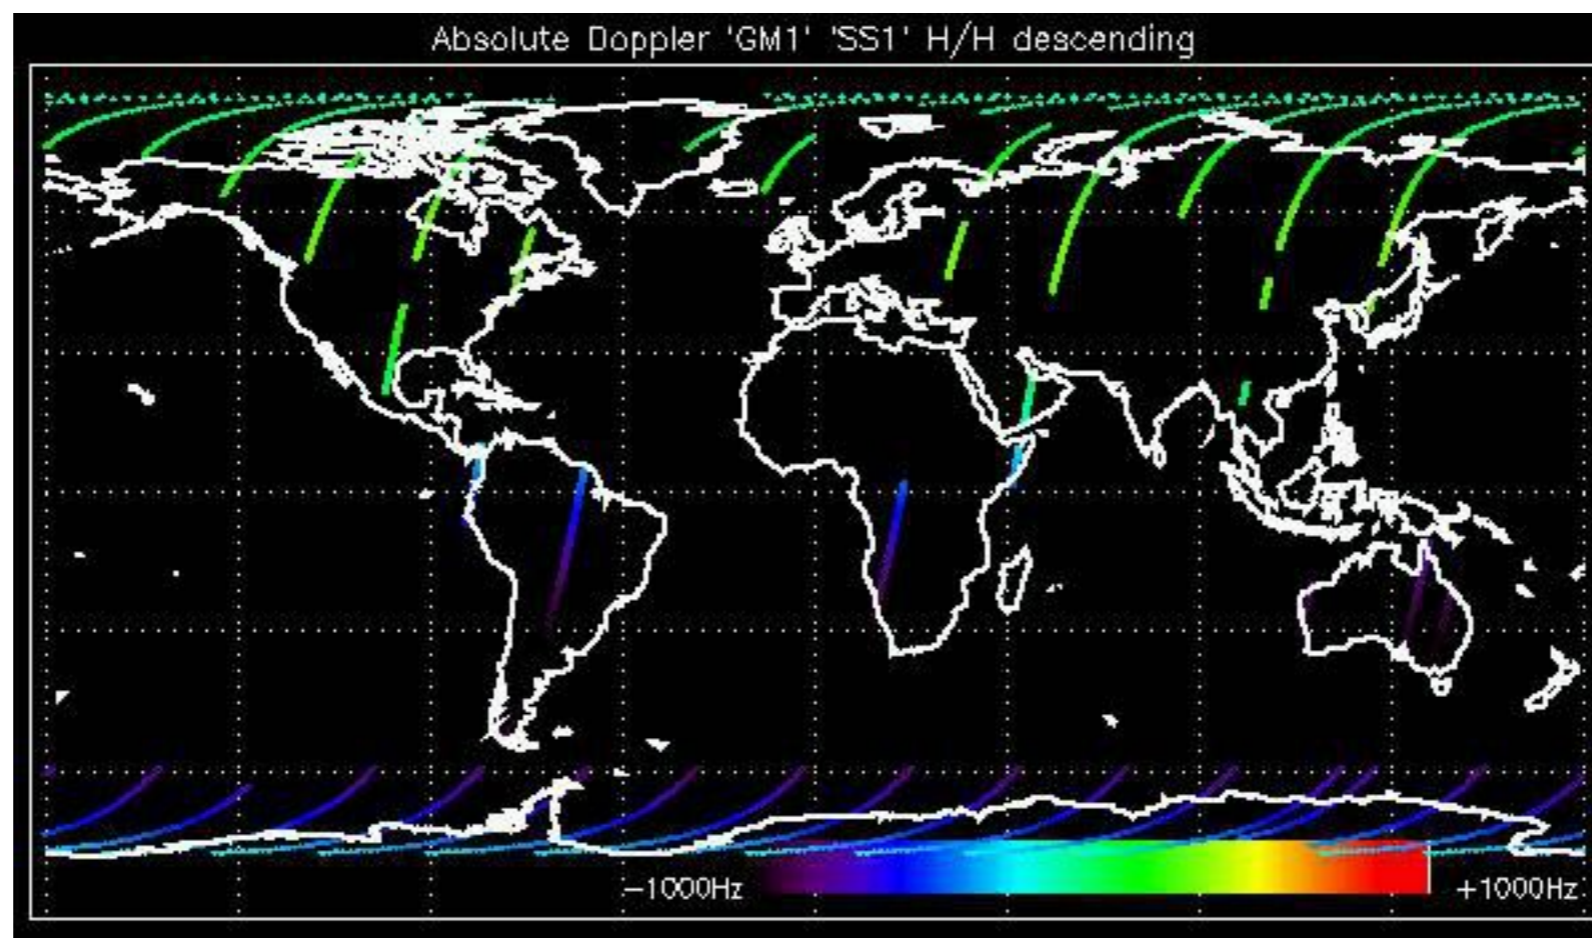 Absolute Doppler 'GM1' 'SS1' H/H descending
−1000Hz
+1000Hz